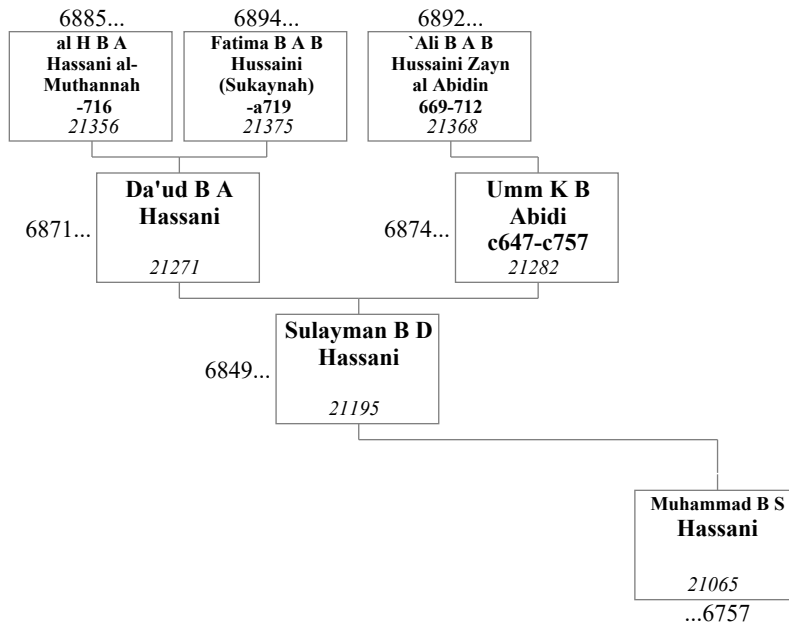 6885...
6894...
6892...
al H B A
Hassani al-
Muthannah
-716
21356
Fatima B A B
Hussaini
(Sukaynah)
-a719
21375
`Ali B A B
Hussaini Zayn
al Abidin
669-712
21368
6871...
Da'ud B A
Hassani
21271
6874...
Umm K B
Abidi
c647-c757
21282
6849...
Sulayman B D
Hassani
21195
Muhammad B S
Hassani
21065
...6757